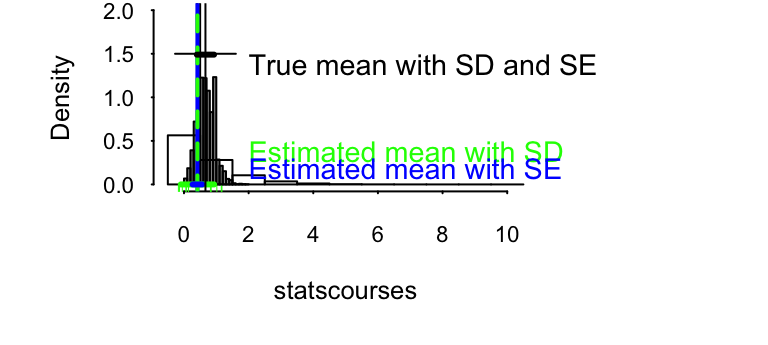 2.0
1.5
True mean with SD and SE
1.0
Density
0.5
Estimated mean with SD
Estimated mean with SE
0.0
0 2 4 6 8 10
statscourses